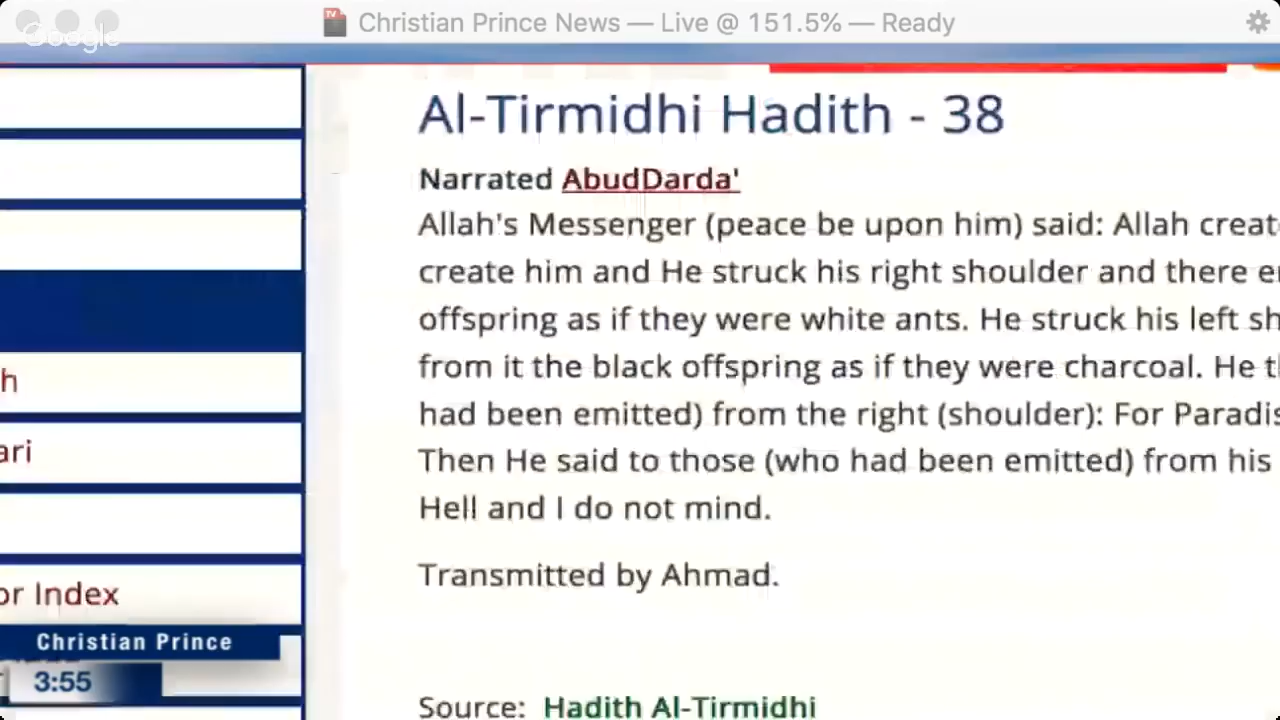 Google
Christian Prince News — Live @ 151.5% — Ready
Al-Tirmidhi Hadith - 38
Narrated AbudDarda'
Allah's Messenger (peace be upon him) said: Allah creat
create him and He struck his right shoulder and there e
offspring as if they were white ants. He struck his left sh
from it the black offspring as if they were charcoal. He t
had been emitted) from the right (shoulder): For Paradis
Then He said to those (who had been emitted) from his
Hell and I do not mind.
Transmitted by Ahmad.
Source: Hadith Al-Tirmidhi
h
ari
or Index
Christian Prince
3:55